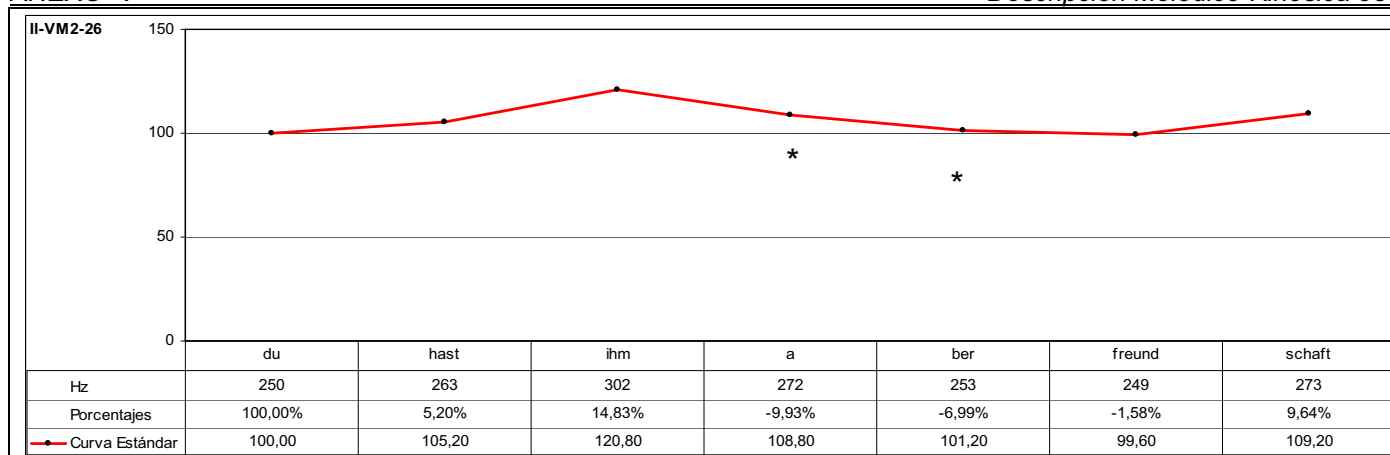 II-VM2-26
150
100
*
*
50
0
du hast ihm a ber freund schaft
Hz 250 263 302 272 253 249 273
Porcentajes 100,00% 5,20% 14,83% -9,93% -6,99% -1,58% 9,64%
Curva Estándar 100,00 105,20 120,80 108,80 101,20 99,60 109,20